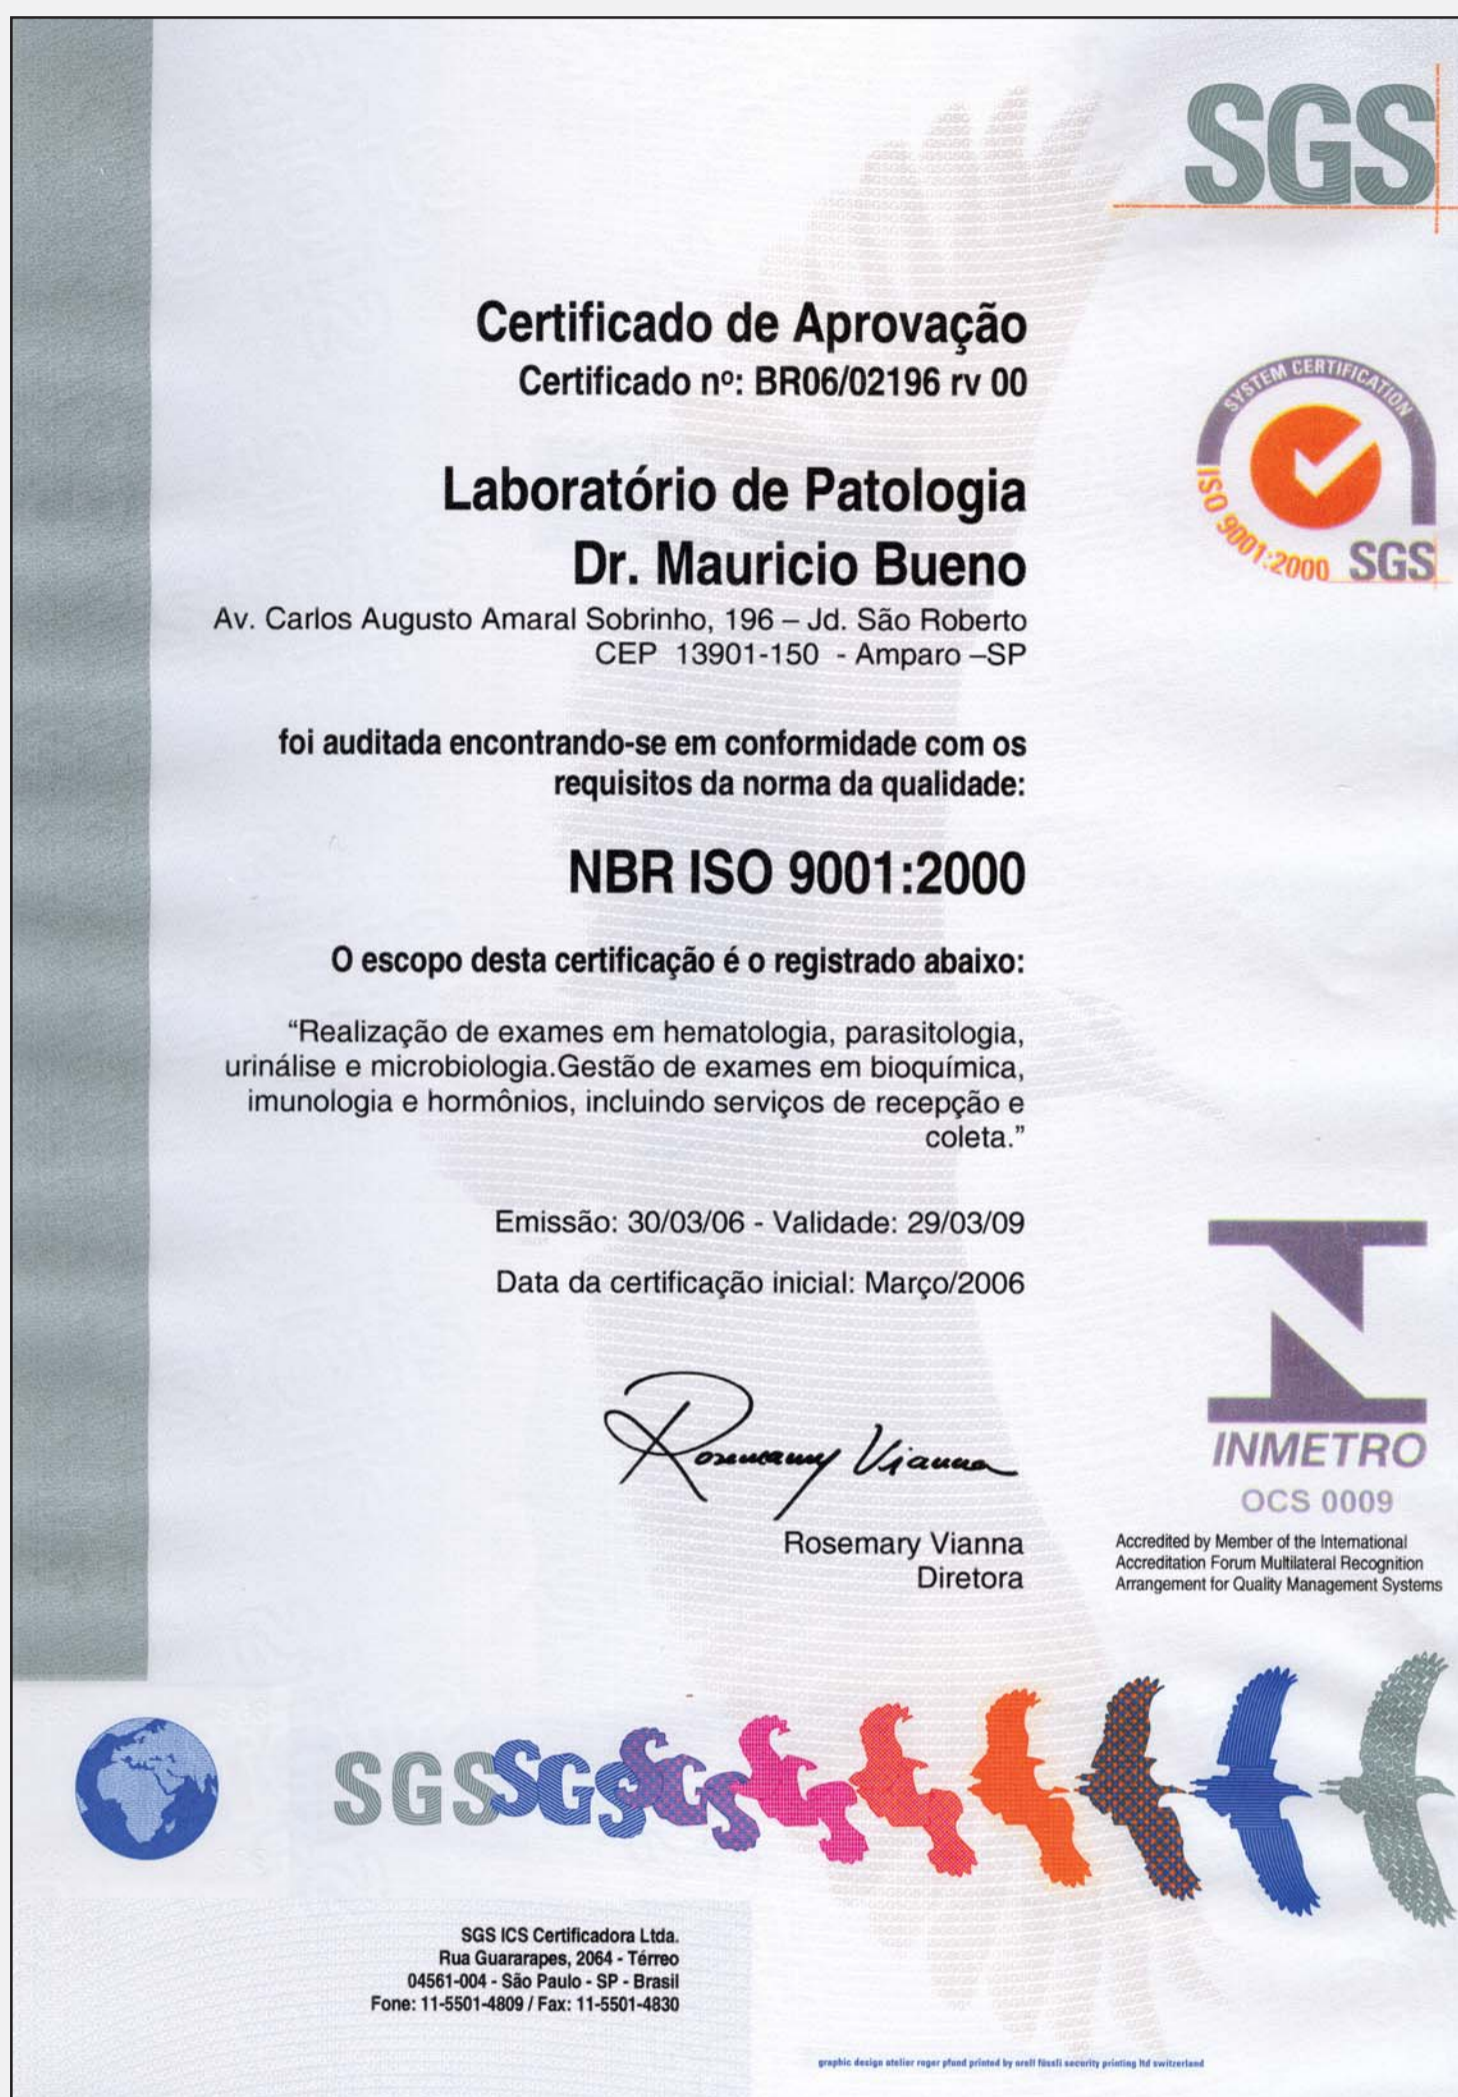 SGS
Certificado de Aprovação
Certificado nº: BR06/02196 rv 00
SYSTEM CERTIFICATION
ISO 9001:2000 SGS
Laboratório de Patologia
Dr. Mauricio Bueno
Av. Carlos Augusto Amaral Sobrinho, 196 – Jd. São Roberto
CEP 13901-150 - Amparo –SP
foi auditada encontrando-se em conformidade com os
requisitos da norma da qualidade:
NBR ISO 9001:2000
O escopo desta certificação é o registrado abaixo:
“Realização de exames em hematologia, parasitologia,
urinálise e microbiologia.Gestão de exames em bioquímica,
imunologia e hormônios, incluindo serviços de recepção e
coleta.”
Emissão: 30/03/06 - Validade: 29/03/09
Data da certificação inicial: Março/2006
Rosemary Vianna
Rosemary Vianna
Diretora
INMETRO
OCS 0009
Accredited by Member of the International
Accreditation Forum Multilateral Recognition
Arrangement for Quality Management Systems
SGS SGS SGS
SGS ICS Certificadora Ltda.
Rua Guararapes, 2064 - Térreo
04561-004 - São Paulo - SP - Brasil
Fone: 11-5501-4809 / Fax: 11-5501-4830
graphic design atelier roger pfund printed by orell füssli security printing ltd switzerland